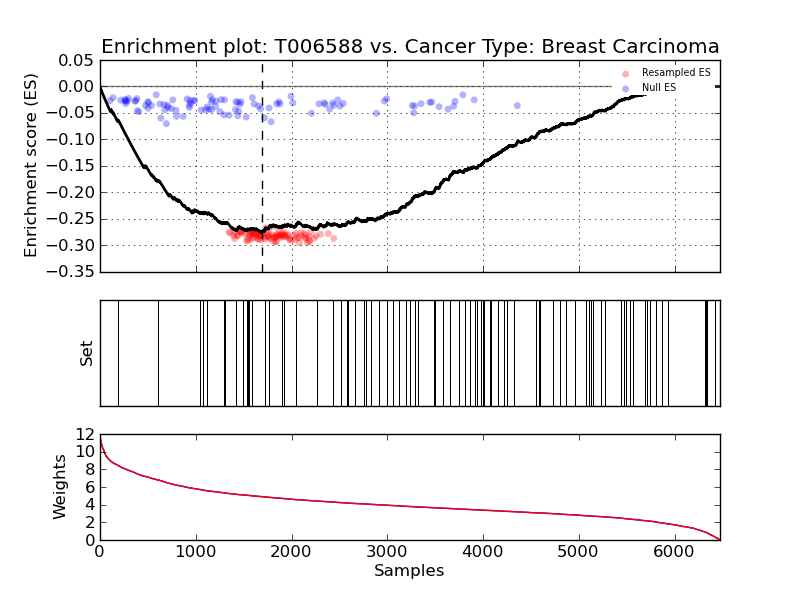 Enrichment plot: T006588 vs. Cancer Type: Breast Carcinoma
Enrichment score (ES)
0.05
0.00
−0.05
−0.10
−0.15
−0.20
−0.25
−0.30
−0.35
Resampled ES
Null ES
Set
Weights
12
10
8
6
4
2
0
0 1000 2000 3000 4000 5000 6000
Samples